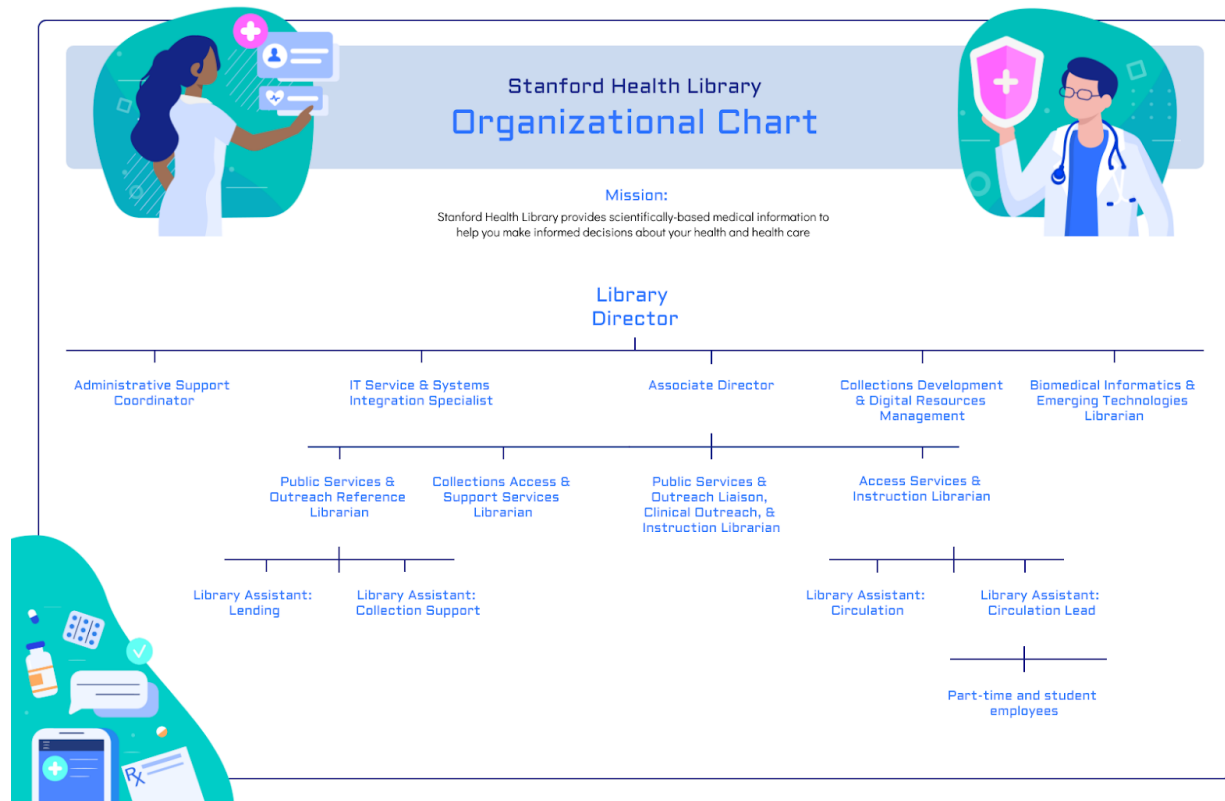 Stanford Health Library
Organizational Chart
Mission:
Stanford Health Library provides scientifically-based medical information to
help you make informed decisions about your health and health care
Library
Director
Administrative Support
Coordinator
IT Service & Systems
Integration Specialist
Associate Director
Collections Development
& Digital Resources
Management
Biomedical Informatics &
Emerging Technologies
Librarian
Public Services &
Outreach Reference
Librarian
Collections Access &
Support Services
Librarian
Public Services &
Outreach Liaison,
Clinical Outreach, &
Instruction Librarian
Access Services &
Instruction Librarian
Library Assistant:
Lending
Library Assistant:
Collection Support
Library Assistant:
Circulation
Library Assistant:
Circulation Lead
Part-time and student
employees
Rx